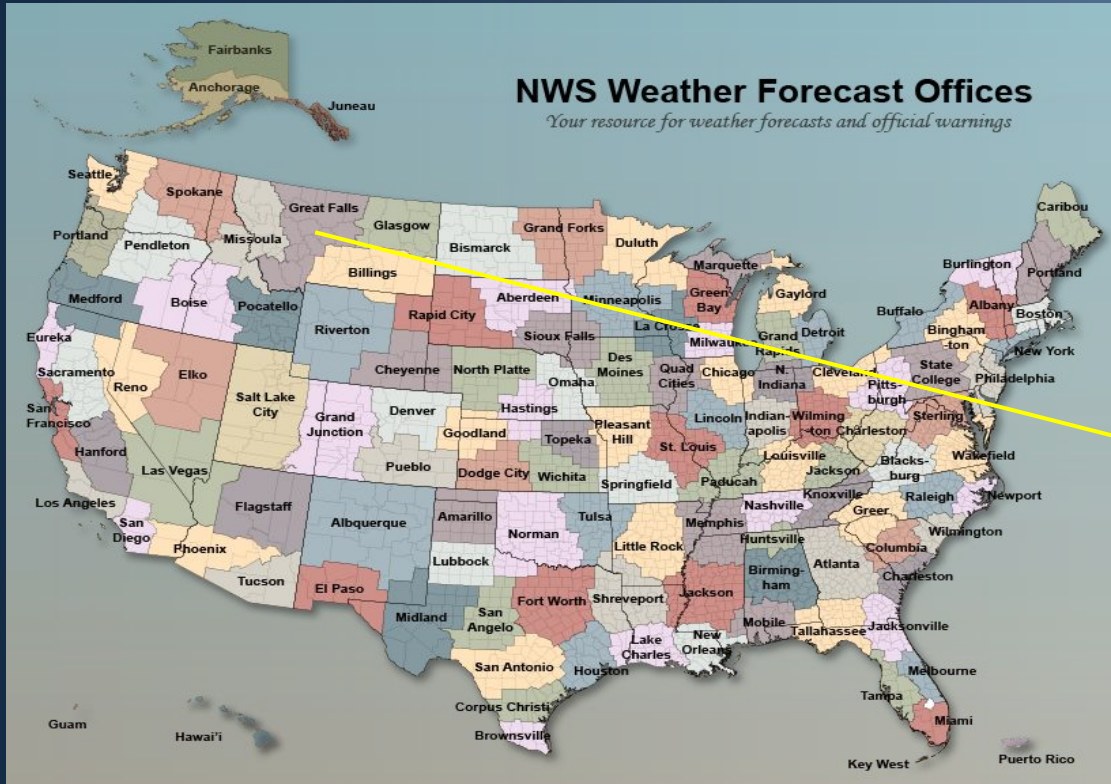 Fairbanks
Anchorage
Juneau
NWS Weather Forecast Offices
Your resource for weather forecasts and official warnings
Seattle
Spokane
Great Falls
Glasgow
Caribou
Portland
Pendleton
Missoula
Bismarck
Grand Forks
Duluth
Marquette
Burlington
Portland
Billings
Medford
Boise
Pocatello
Riverton
Rapid City
Aberdeen
Minneapolis
Green
Bay
Gaylord
Buffalo
Albany
Boston
Eureka
Sioux Falls
La Crosse
Milwaukee
Grand
Rapids
Detroit
Bingham
-ton
New York
Sacramento
Reno
Elko
Salt Lake
City
Cheyenne
North Platte
Omaha
Des
Moines
Quad
Cities
Chicago
N.
Indiana
Cleveland
Pitts-
burgh
State
College
Philadelphia
San
Francisco
Grand
Junction
Denver
Hastings
Goodland
Topeka
Pleasant
Hill
Lincoln
Indian-
apolis
Wilming
-ton
Charleston
Sterling
Hanford
Las Vegas
Pueblo
Dodge City
Wichita
St. Louis
Louisville
Jackson
Blacks-
burg
Wakefield
Los Angeles
Flagstaff
Albquerque
Amarillo
Springfield
Paducah
Knoxville
Raleigh
Newport
San
Diego
Phoenix
Tucson
Norman
Tulsa
Little Rock
Memphis
Nashville
Huntsville
Greer
Wilmington
Lubbock
El Paso
Midland
San
Angelo
Fort Worth
Shreveport
Jackson
Birming-
ham
Atlanta
Columbia
Charleston
San Antonio
Houston
Lake
Charles
New
Orleans
Mobile
Tallahassee
Jacksonville
Melbourne
Corpus Christi
Brownsville
Tampa
Miami
Key West
Guam
Hawai'i
Puerto Rico